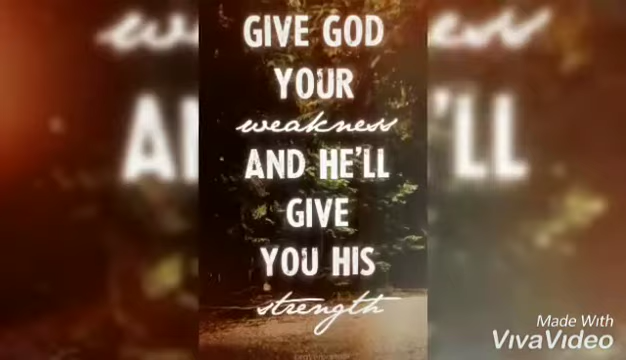 GIVE GOD
YOUR
weakness
AND HE'LL
GIVE
YOU HIS
strength
Made With
VivaVideo